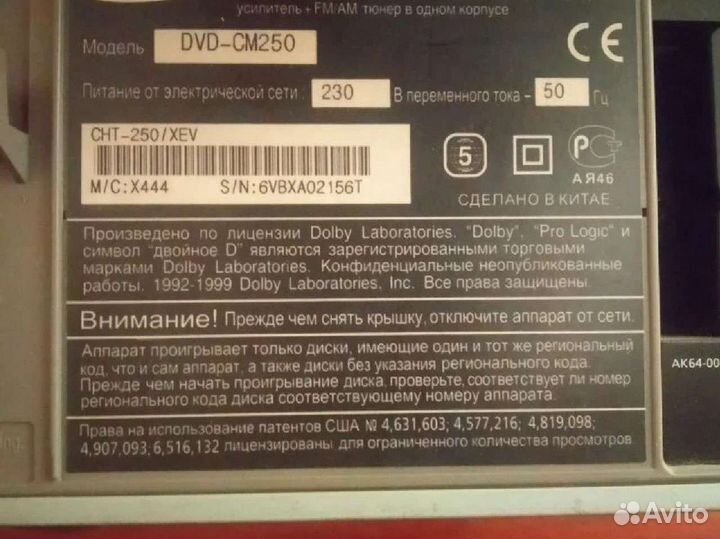 усилитель + FM/AM тюнер в одном корпусе
Модель DVD-CM250
Питание от электрической сети : 230 В переменного тока - 50 Гц
CHT-250/XEV
M/C:X444 S/N:6VBXA02156T
5
АЯ46
СДЕЛАНО В КИТАЕ
Произведено по лицензии Dolby Laboratories. "Dolby", "Pro Logic" и
символ "двойное D" являются зарегистрированными торговыми
марками Dolby Laboratories. Конфиденциальные неопубликованные
работы. 1992-1999 Dolby Laboratories, Inc. Все права защищены
Внимание! Прежде чем снять крышку, отключите аппарат от сети.
Аппарат проигрывает только диски, имеющие один и тот же региональный
код, что и сам аппарат, а также диски без указания регионального кода.
Прежде чем начать проигрывание диска, проверьте, соответствует ли номер
регионального кода диска соответствующему номеру аппарата.
Права на использование патентов США № 4,631,603; 4,577,216; 4,819,098;
4,907,093; 6,516,132 лицензированы для ограниченного количества просмотров.
AK64-00
ing.
Avito